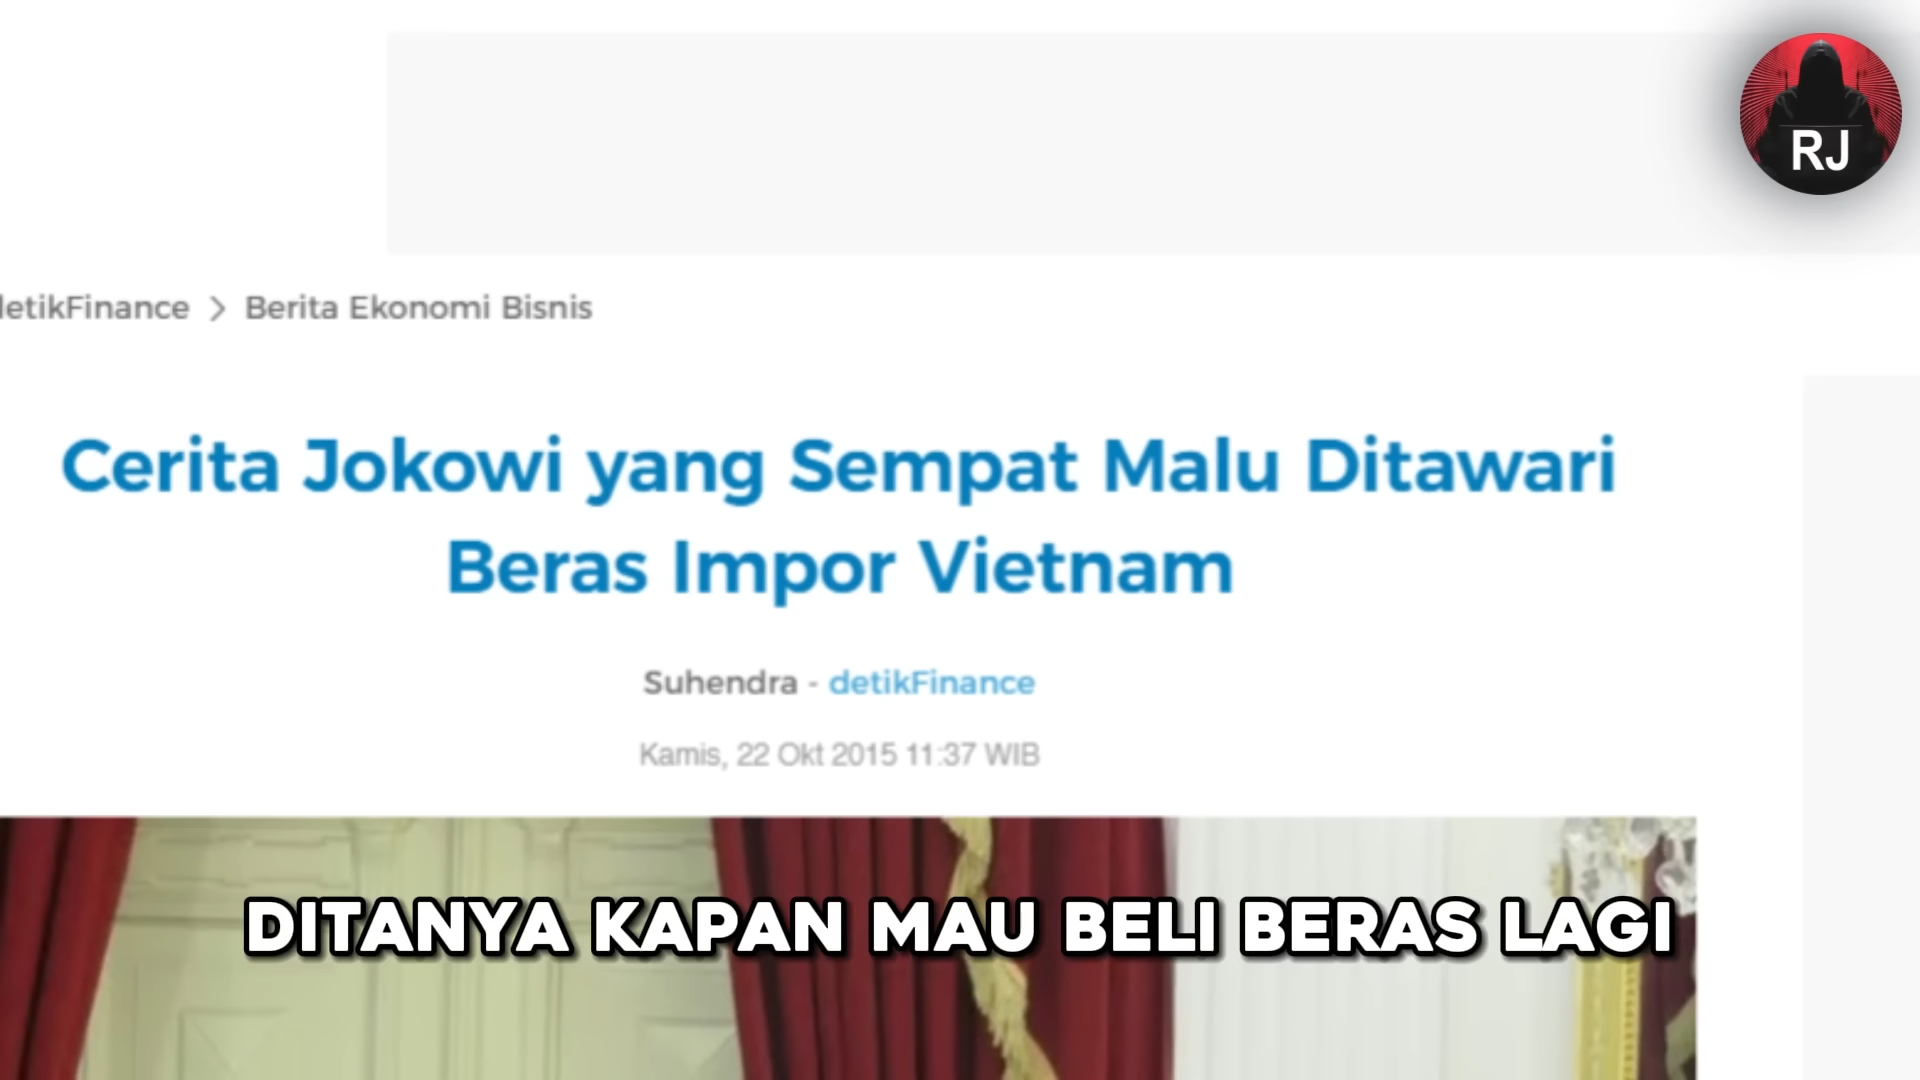 RJ
detikFinance > Berita Ekonomi Bisnis
Cerita Jokowi yang Sempat Malu Ditawari
Beras Impor Vietnam
Suhendra - detikFinance
Kamis, 22 Okt 2015 11:37 WIB
DITANYA KAPAN MAU BELI BERAS LAGI